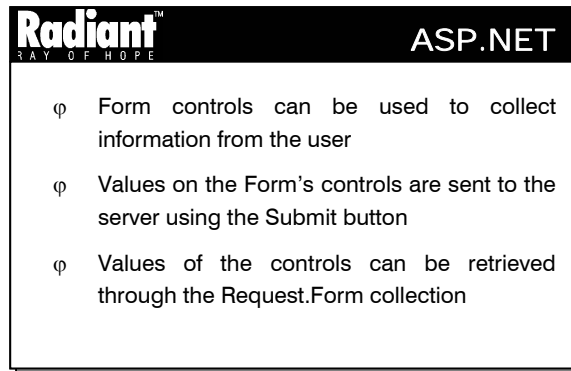 Radiant™
RAY OF HOPE
ASP.NET
φ Form controls can be used to collect
information from the user
φ Values on the Form's controls are sent to the
server using the Submit button
φ Values of the controls can be retrieved
through the Request.Form collection